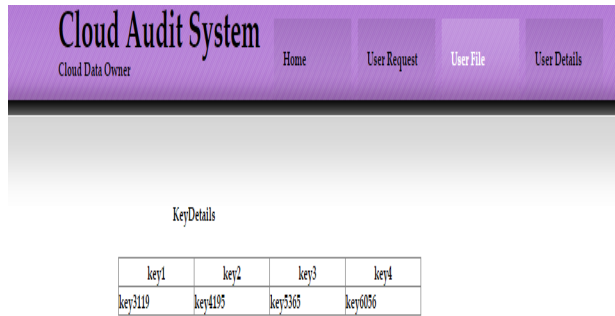 Cloud Audit System
Cloud Data Owner
Home User Request User File User Details
KeyDetails
key1 key2 key3 key4
key3119 key4195 key5365 key6056